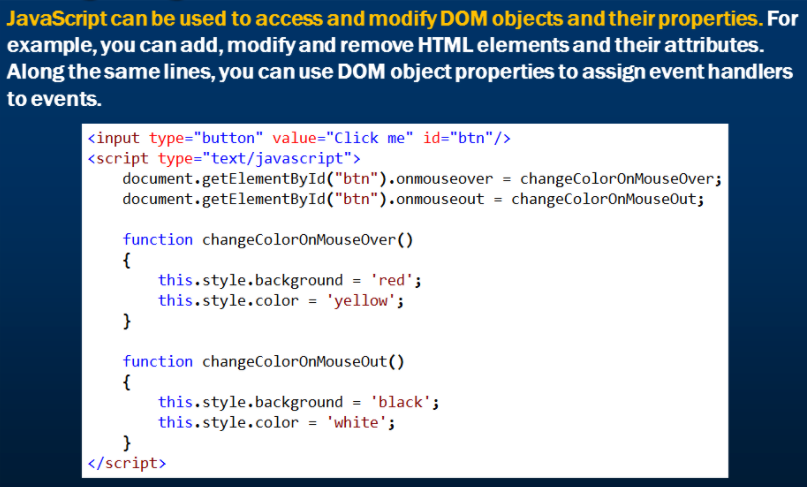 JavaScript can be used to access and modify DOM objects and their properties. For
example, you can add, modify and remove HTML elements and their attributes.
Along the same lines, you can use DOM object properties to assign event handlers
to events.
<input type="button" value="Click me" id="btn"/>
<script type="text/javascript">
    document.getElementById("btn").onmouseover = changeColorOnMouseOver;
    document.getElementById("btn").onmouseout = changeColorOnMouseOut;
    function changeColorOnMouseOver()
    {
        this.style.background = 'red';
        this.style.color = 'yellow';
    }
    function changeColorOnMouseOut()
    {
        this.style.background = 'black';
        this.style.color = 'white';
    }
</script>